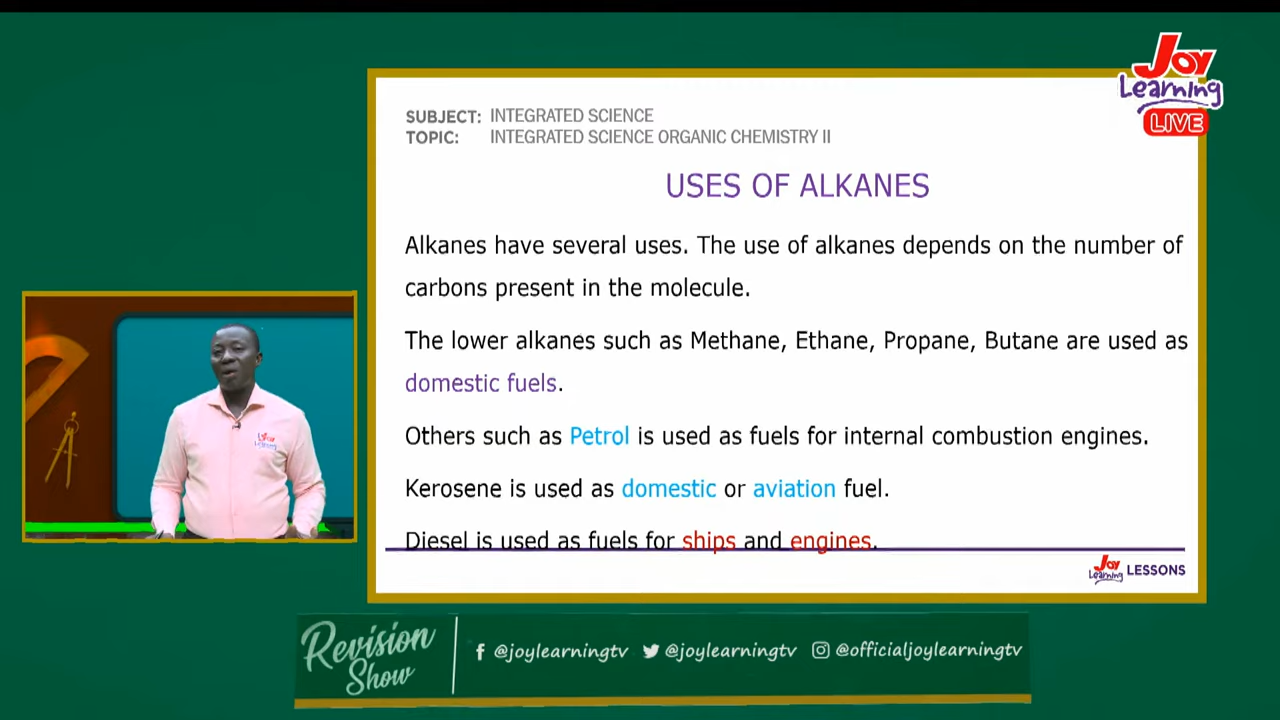 Joy
Learning
LIVE
SUBJECT: INTEGRATED SCIENCE
TOPIC: INTEGRATED SCIENCE ORGANIC CHEMISTRY II
USES OF ALKANES
Alkanes have several uses. The use of alkanes depends on the number of
carbons present in the molecule.
The lower alkanes such as Methane, Ethane, Propane, Butane are used as
domestic fuels.
Others such as Petrol is used as fuels for internal combustion engines.
Kerosene is used as domestic or aviation fuel.
Diesel is used as fuels for ships and engines.
Joy Learning LESSONS
Joy Learning
Revision Show
@joylearningtv @joylearningtv @officialjoylearningtv